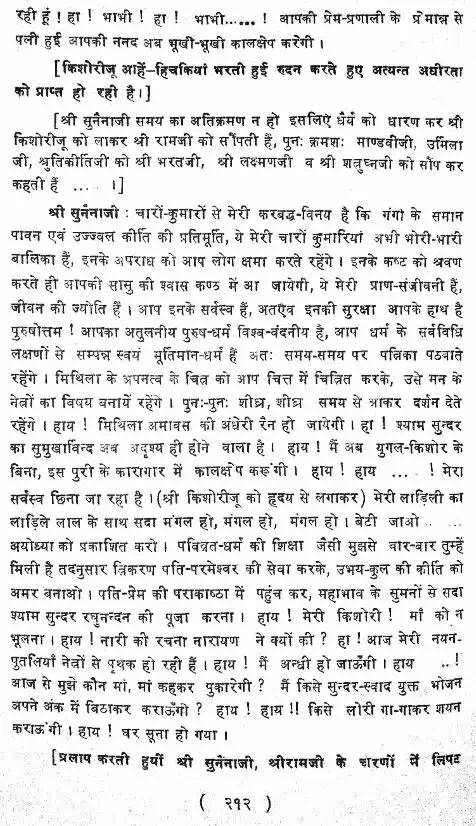 रही हूँ ! हा ! भाभी ! हा ! भाभी.....! आपकी प्रेम-प्रणाली के प्रेमान्न से
पली हुई आपकी ननद अब भूखी-भूखी कालक्षेप करेगी ।
[किशोरीजू आहें-हिचकियां भरती हुई रुदन करते हुए अत्यन्त अधीरता
को प्राप्त हो रही है।]
[श्री सुनैनाजी समय का अतिक्रमण न हो इसलिए धैर्य को धारण कर श्री
किशोरीजू को लाकर श्री रामजी को सौंपती हैं, पुनः क्रमशः माण्डवीजी, उर्मिला
जी, श्रुतिकीर्तिजी को श्री भरतजी, श्री लक्ष्मणजी व श्री शत्रुघ्नजी को सौंप कर
कहती हैं .... ।]
श्री सुनैनाजी : चारों-कुमारों से मेरी करबद्ध-विनय है कि गंगा के समान
पावन एवं उज्ज्वल कीर्ति की प्रतिमूर्ति, ये मेरी चारों कुमारियां अभी भोरी-भारी
बालिका हैं, इनके अपराध को आप लोग क्षमा करते रहेंगे । इनके कष्ट को श्रवण
करते ही आपकी सासु की श्वास कण्ठ में आ जायेगी, ये मेरी प्राण-संजीवनी हैं,
जीवन की ज्योति हैं । आप इनके सर्वस्व हैं, अतएव इनकी सुरक्षा आपके हाथ है
पुरुषोत्तम ! आपका अतुलनीय पुरुष-धर्म विश्व-वंदनीय है, आप धर्म के सर्वविधि
लक्षणों से सम्पन्न स्वयं मूर्तिमान-धर्म हैं अतः समय-समय पर पत्रिका पठवाते
रहेंगे । मिथिला के अपनत्व के चित्र को आप चित्त में चित्रित करके, उसे मन के
नेत्रों का विषय बनायें रहेंगे । पुनः-पुनः शीघ्र, शीघ्र समय से आकर दर्शन देते
रहेंगे । हाय ! मिथिला अमावस की अंधेरी रैन हो जायेगी । हा ! श्याम सुन्दर
का सुमुखार्विन्द अब अदृश्य ही होने वाला है । हाय ! मैं अब युगल-किशोर के
बिना, इस पुरी के कारागार में कालक्षेप करूंगी । हाय ! हाय .... ! मेरा
सर्वस्व छिना जा रहा है । (श्री किशोरीजू को हृदय से लगाकर) मेरी लाड़िली का
लाड़िले लाल के साथ सदा मंगल हो, मंगल हो, मंगल हो । बेटी जाओ .. ...
अयोध्या को प्रकाशित करो । पवित्रत-धर्म की शिक्षा जैसी मुझसे बार-बार तुम्हें
मिली है तदनुसार त्रिकरण पति-परमेश्वर की सेवा करके, उभय-कुल की कीर्ति को
अमर बनाओ । पति-प्रेम की पराकाष्ठा में पहुंच कर, महाभाव के सुमनों से सदा
श्याम सुन्दर रघुनन्दन की पूजा करना । हाय ! मेरी किशोरी ! माँ को न
भूलना । हाय ! नारी की रचना नारायण ने क्यों की ? हा ! आज मेरी नयन-
पुतलियां नेत्रों से पृथक हो रही हैं । हाय ! मैं अन्धी हो जाऊँगी । हाय ...!
आज से मुझे कौन मां, मां कहकर पुकारेगी ? मैं किसे सुन्दर-स्वाद युक्त भोजन
अपने अंक में बिठाकर कराऊँगी ? हाय ! हाय !! किसे लोरी गा-गाकर शयन
कराऊंगी । हाय ! घर सूना हो गया ।
[प्रलाप करती हुयीं श्री सुनैनाजी, श्रीरामजी के चरणों में लिपट
( २१२ )